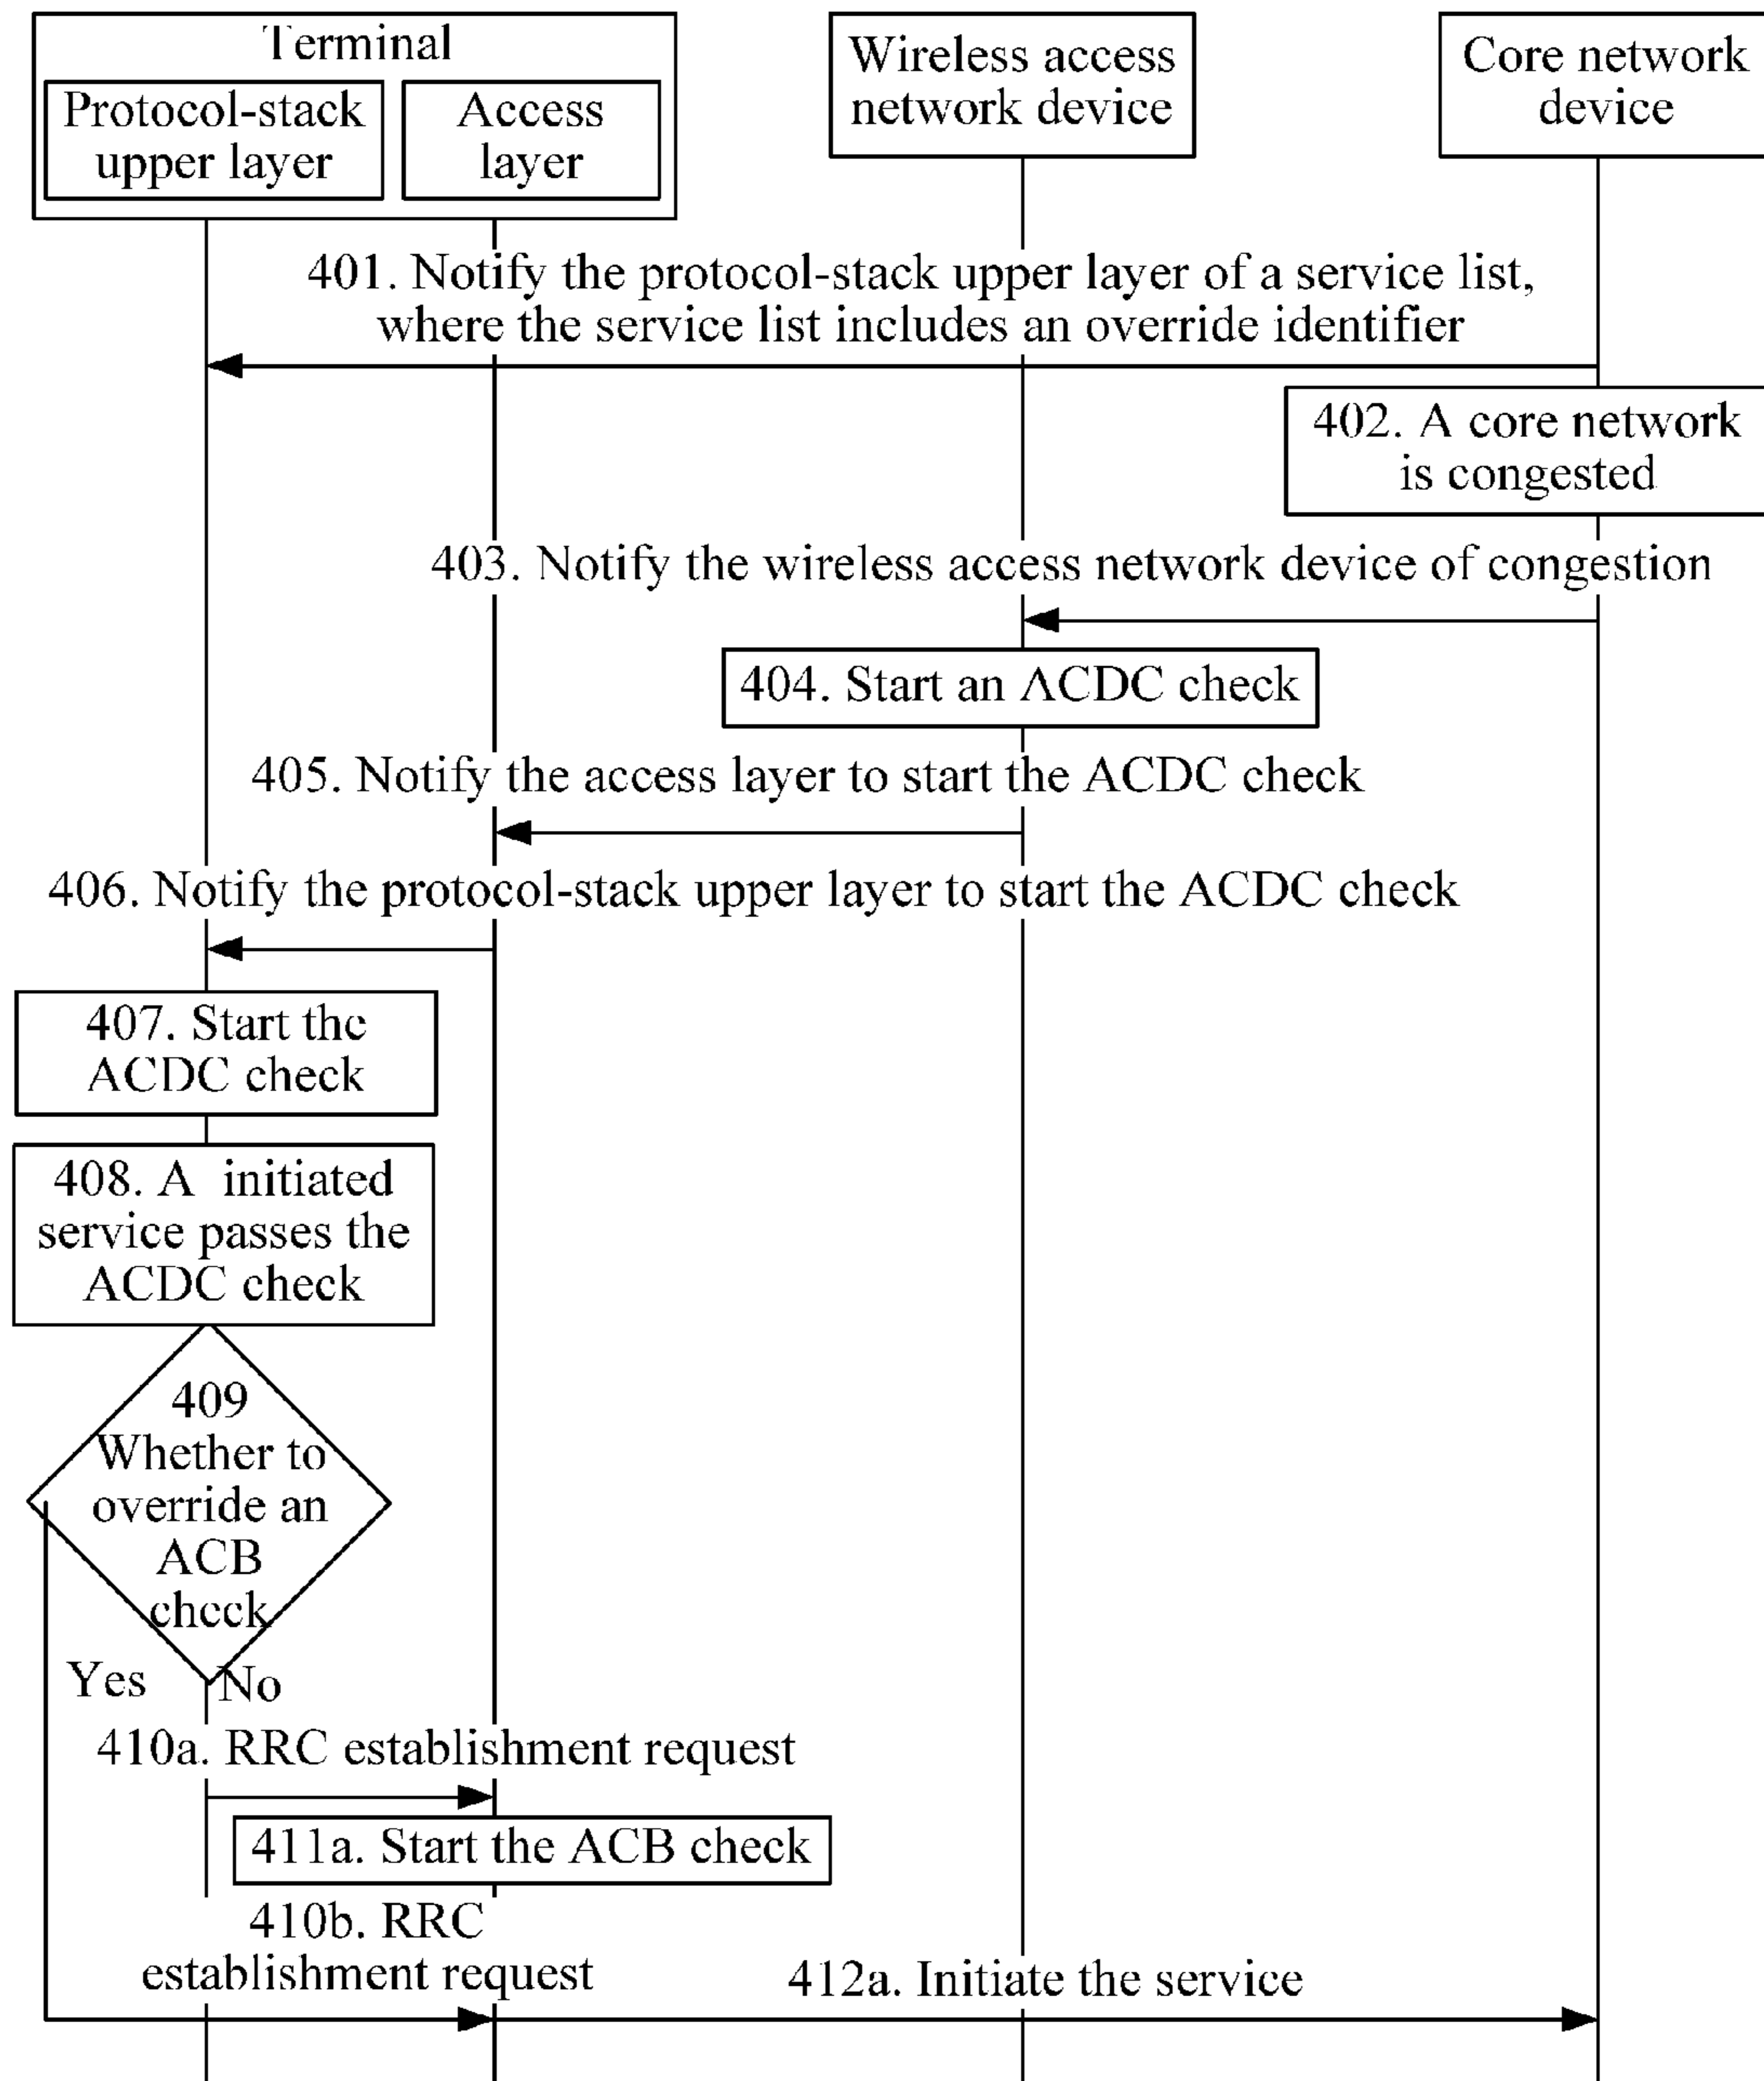 Terminal
Protocol-stack
upper layer
Access
layer
Wireless access
network device
Core network
device
401. Notify the protocol-stack upper layer of a service list,
where the service list includes an override identifier
402. A core network
is congested
403. Notify the wireless access network device of congestion
404. Start an ACDC check
405. Notify the access layer to start the ACDC check
406. Notify the protocol-stack upper layer to start the ACDC check
407. Start the
ACDC check
408. A initiated
service passes the
ACDC check
409
Whether to
override an
ACB
check
Yes
No
410a. RRC establishment request
411a. Start the ACB check
410b. RRC
establishment request
412a. Initiate the service